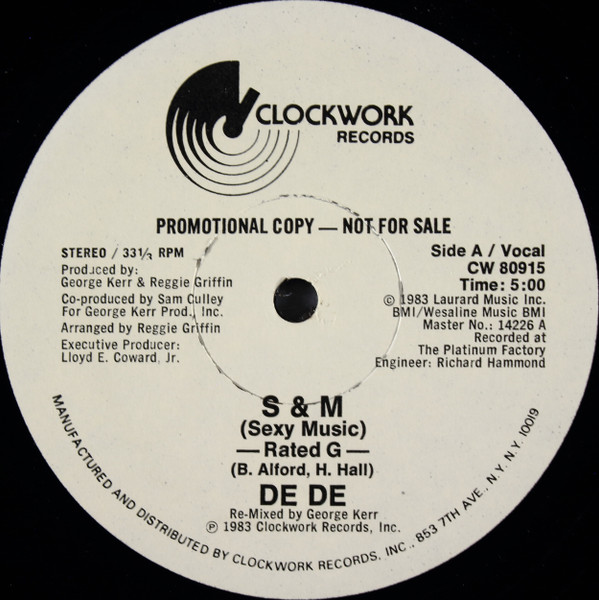 CLOCKWORK
RECORDS
PROMOTIONAL COPY — NOT FOR SALE
STEREO / 33 1/3 RPM
Produced by:
George Kerr & Reggie Griffin
Co-produced by Sam Culley
For George Kerr Prod., Inc.
Arranged by Reggie Griffin
Executive Producer:
Lloyd E. Coward, Jr.
Side A / Vocal
CW 80915
Time: 5:00
© 1983 Laurard Music Inc.
BMI/Wesaline Music BMI
Master No.: 14226 A
Recorded at
The Platinum Factory
Engineer: Richard Hammond
S & M
(Sexy Music)
— Rated G —
(B. Alford, H. Hall)
DE DE
Re-Mixed by George Kerr
℗ 1983 Clockwork Records, Inc.
MANUFACTURED AND DISTRIBUTED BY CLOCKWORK RECORDS, INC., 853 7TH AVE., N.Y. N.Y. 10019